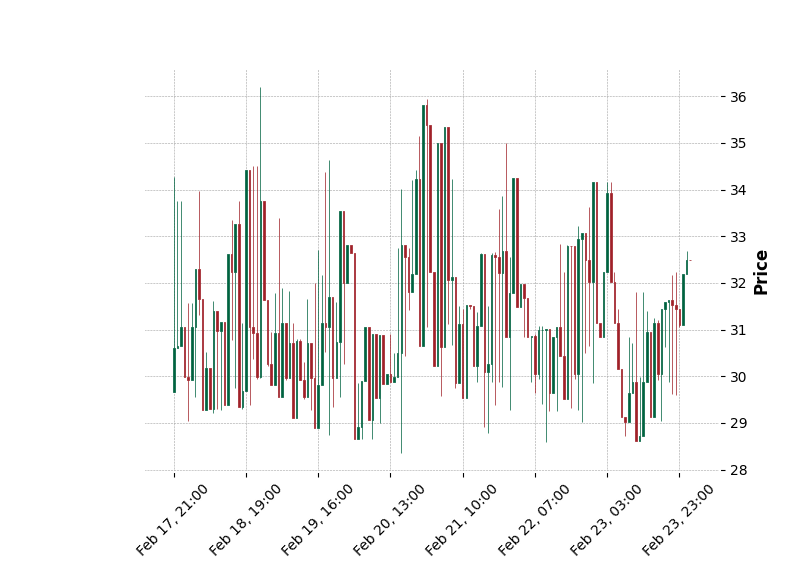 36
35
34
33
32
31
30
29
28
Price
Feb 17, 21:00
Feb 18, 19:00
Feb 19, 16:00
Feb 20, 13:00
Feb 21, 10:00
Feb 22, 07:00
Feb 23, 03:00
Feb 23, 23:00